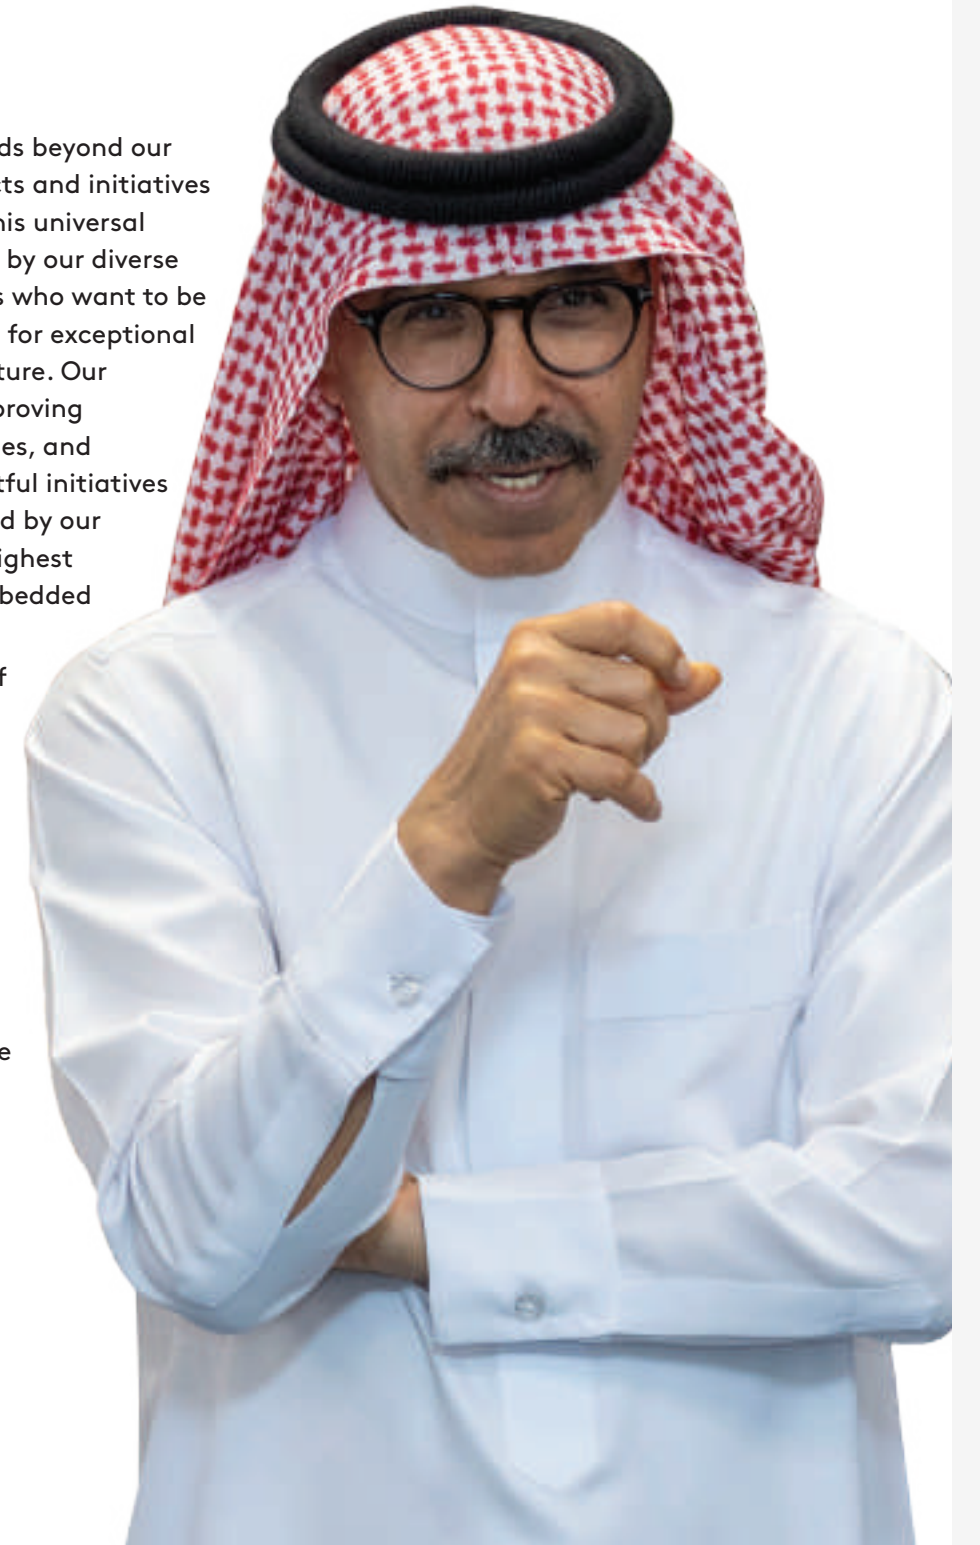 ds beyond our
cts and initiatives
his universal
by our diverse
s who want to be
for exceptional
ture. Our
proving
es, and
tful initiatives
d by our
ighest
bedded
f
e